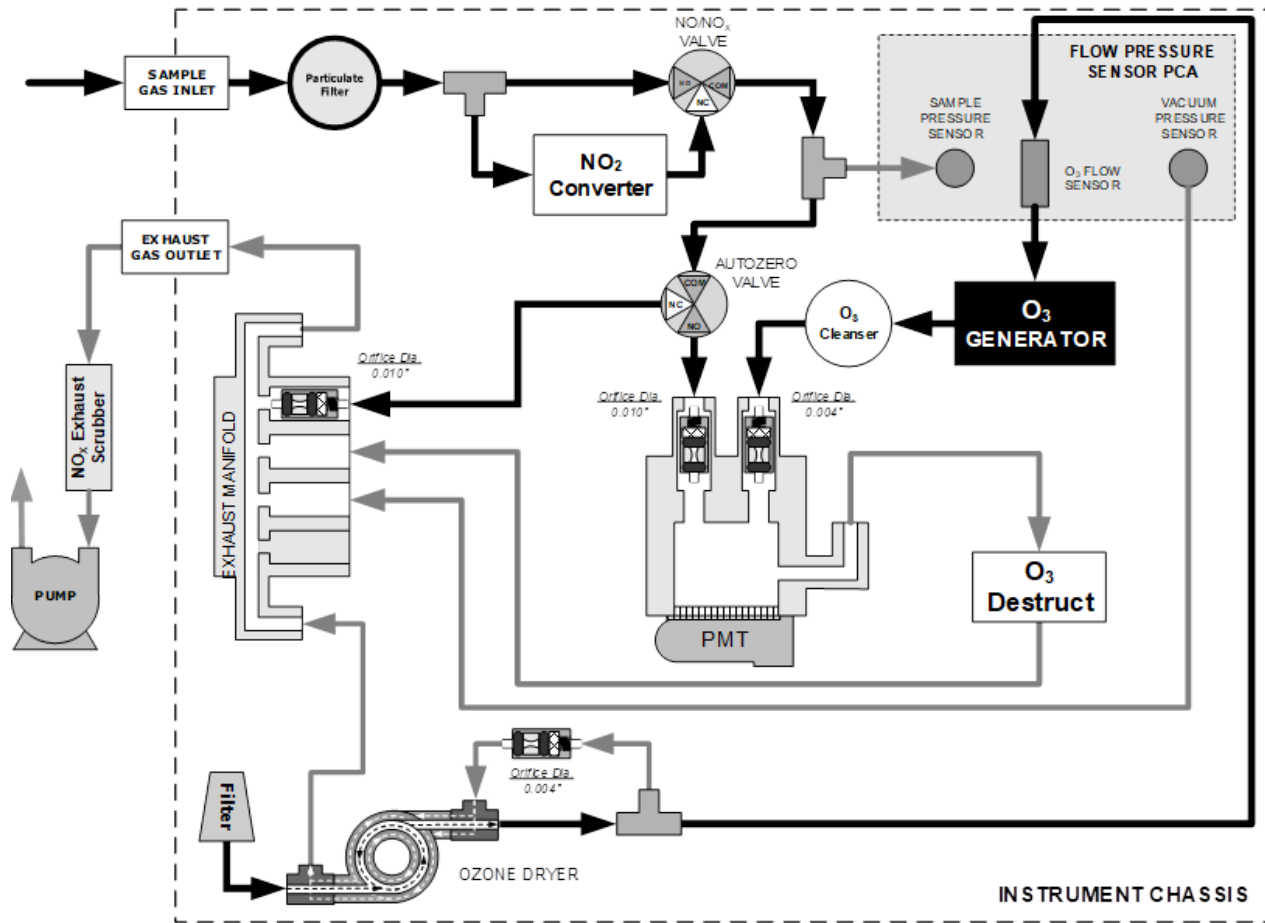 SAMPLE
GAS INLET
Particulate
Filter
NO/NOX
VALVE
NO
COM
NC
NO2
Converter
FLOW PRESSURE
SENSOR PCA
SAMPLE
PRESSURE
SENSOR
O3 FLOW
SENSOR
VACUUM
PRESSURE
SENSOR
EXHAUST
GAS OUTLET
AUTOZERO
VALVE
COM
NC
NO
O3
Cleanser
O3
GENERATOR
Orifice Dia.
0.010"
Orifice Dia.
0.010"
Orifice Dia.
0.004"
NOX Exhaust
Scrubber
EXHAUST MANIFOLD
PUMP
O3
Destruct
PMT
Orifice Dia.
0.004"
Filter
OZONE DRYER
INSTRUMENT CHASSIS